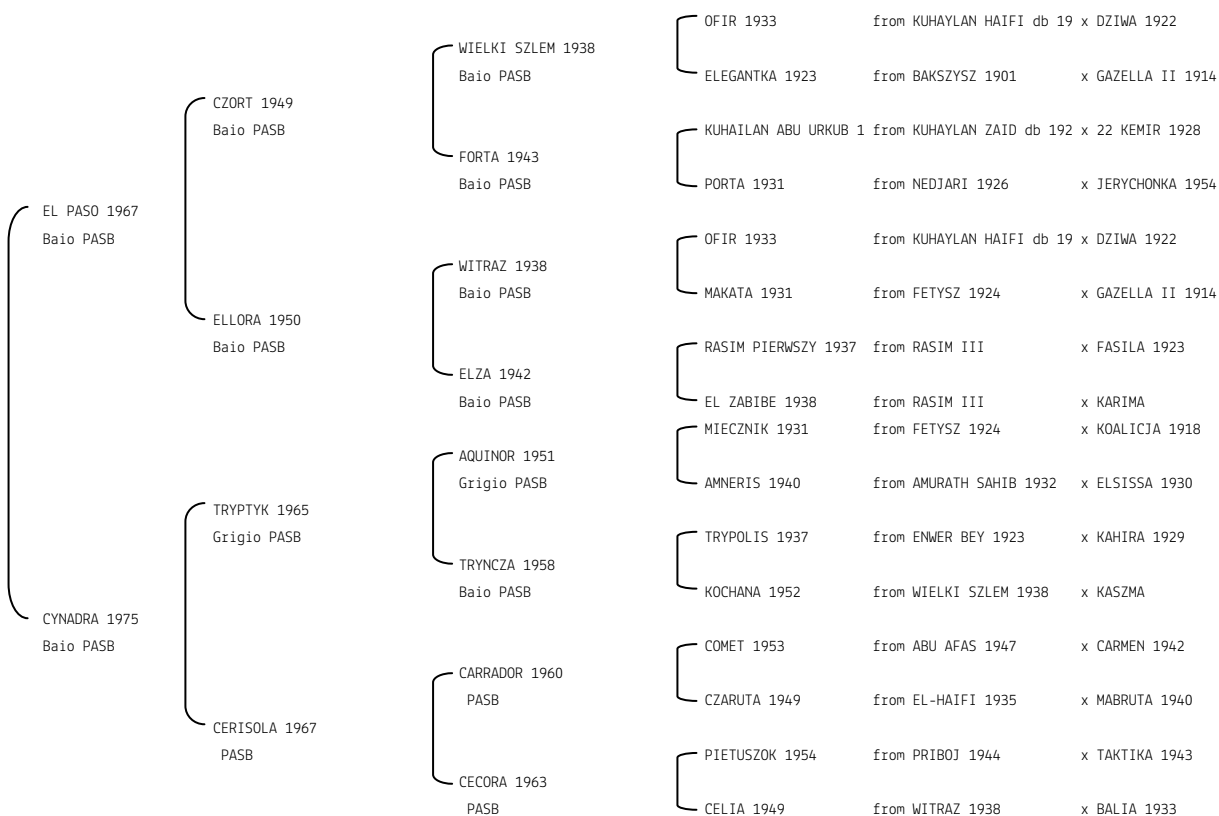 OFIR 1933 from KUHAYLAN HAIFI db 19 x DZIWA 1922
WIELKI SZLEM 1938
Baio PASB ELEGANTKA 1923 from BAKSZYSZ 1901 x GAZELLA II 1914
CZORT 1949
Baio PASB KUHAILAN ABU URKUB 1 from KUHAYLAN ZAID db 192 x 22 KEMIR 1928
FORTA 1943
Baio PASB PORTA 1931 from NEDJARI 1926 x JERYCHONKA 1954
EL PASO 1967
Baio PASB OFIR 1933 from KUHAYLAN HAIFI db 19 x DZIWA 1922
WITRAZ 1938
Baio PASB MAKATA 1931 from FETYSZ 1924 x GAZELLA II 1914
ELLORA 1950
Baio PASB RASIM PIERWSZY 1937 from RASIM III x FASILA 1923
ELZA 1942
Baio PASB EL ZABIBE 1938 from RASIM III x KARIMA
MIECZNIK 1931 from FETYSZ 1924 x KOALICJA 1918
AQUINOR 1951
Grigio PASB AMNERIS 1940 from AMURATH SAHIB 1932 x ELSISSA 1930
TRYPTYK 1965
Grigio PASB TRYPOLIS 1937 from ENWER BEY 1923 x KAHIRA 1929
TRYNCZA 1958
Baio PASB KOCHANA 1952 from WIELKI SZLEM 1938 x KASZMA
CYNADRA 1975
Baio PASB COMET 1953 from ABU AFAS 1947 x CARMEN 1942
CARRADOR 1960
PASB CZARUTA 1949 from EL-HAIFI 1935 x MABRUTA 1940
CERISOLA 1967
PASB PIETUSZOK 1954 from PRIBOJ 1944 x TAKTIKA 1943
CECORA 1963
PASB CELIA 1949 from WITRAZ 1938 x BALIA 1933